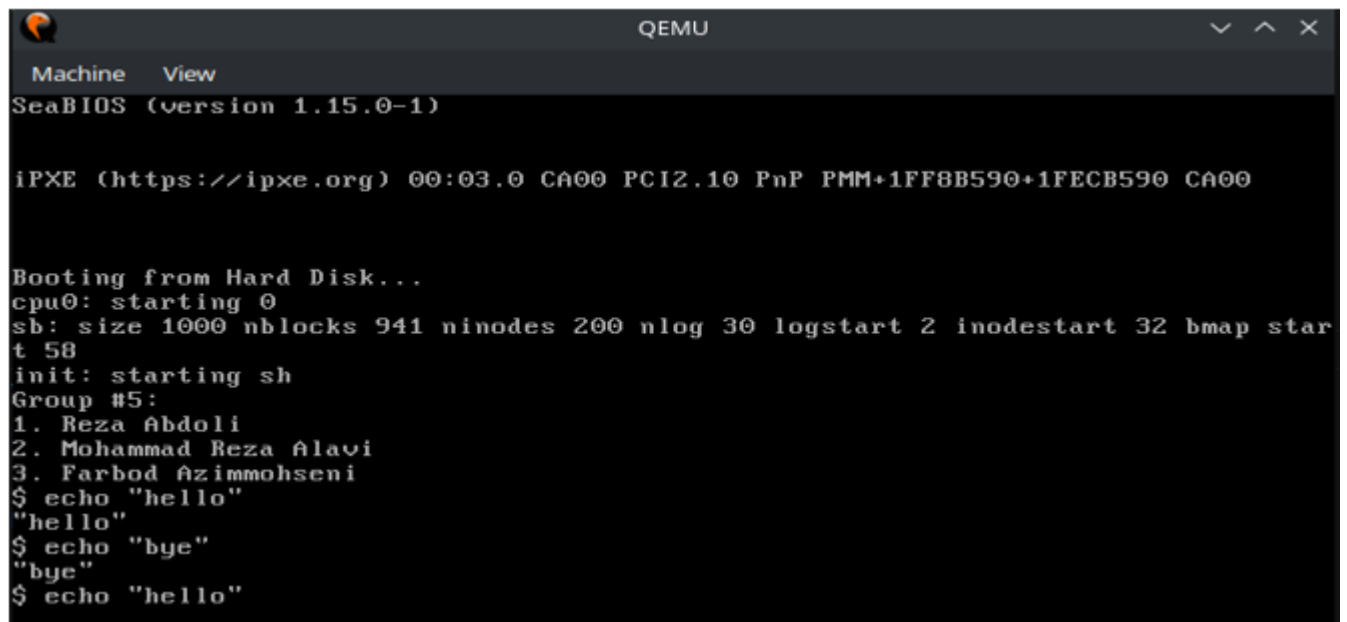 QEMU
Machine View
SeaBIOS (version 1.15.0-1)
iPXE (https://ipxe.org) 00:03.0 CA00 PCI2.10 PnP PMM+1FF8B590+1FECB590 CA00
Booting from Hard Disk...
cpu0: starting 0
sb: size 1000 nblocks 941 ninodes 200 nlog 30 logstart 2 inodestart 32 bmap star
t 58
init: starting sh
Group #5:
1. Reza Abdoli
2. Mohammad Reza Alavi
3. Farbod Azimmohseni
$ echo "hello"
"hello"
$ echo "bye"
"bye"
$ echo "hello"